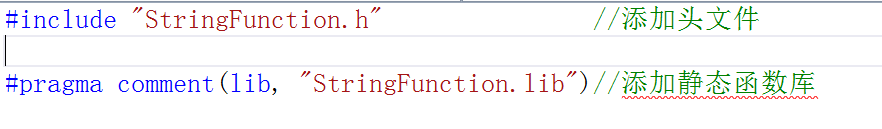 #include "StringFunction.h" //添加头文件
#pragma comment(lib, "StringFunction.lib")//添加静态函数库